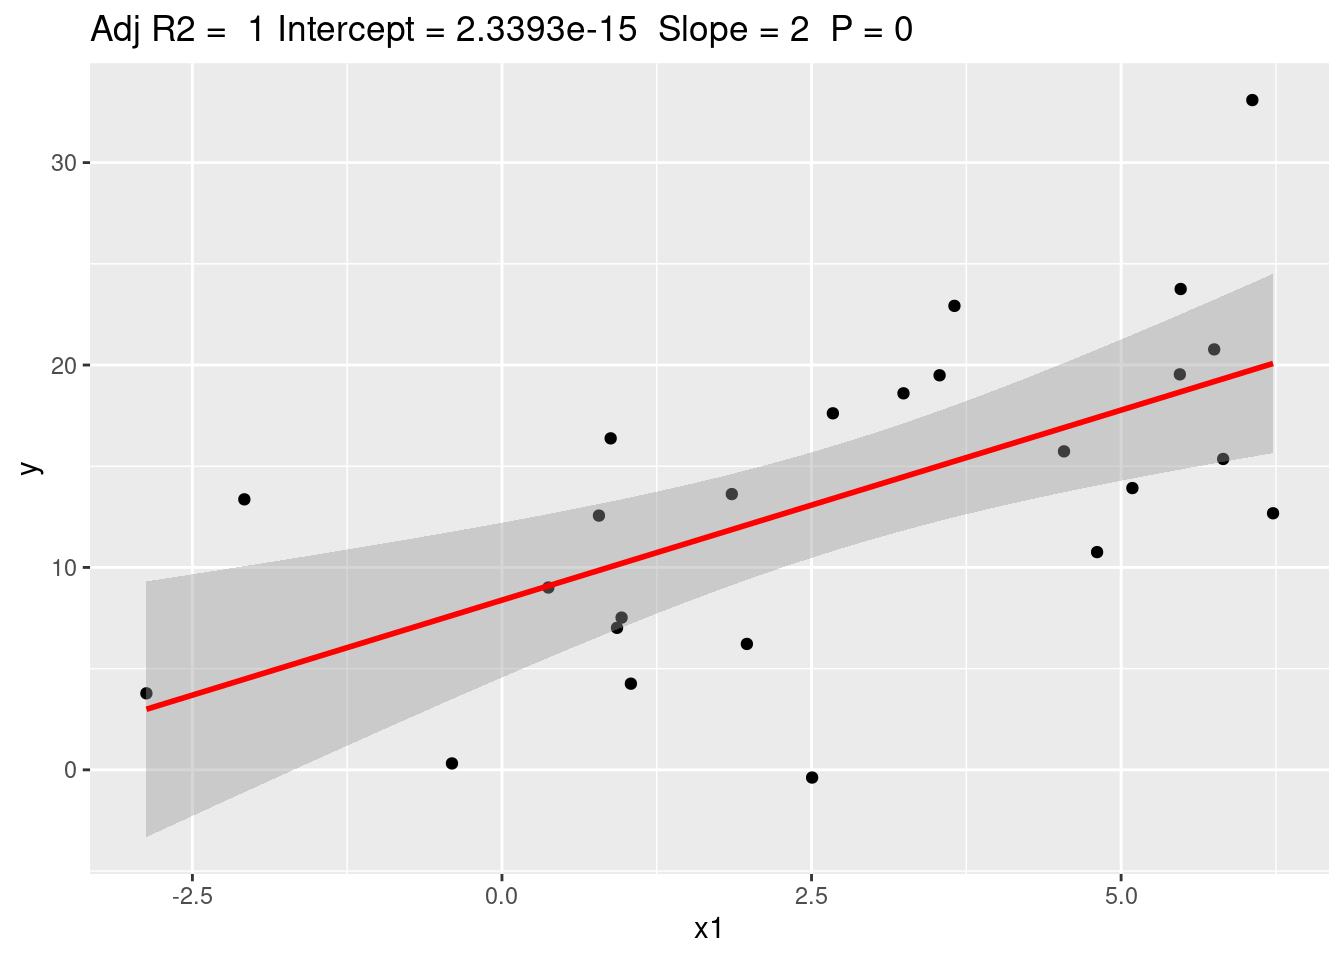 Adj R2 =  1 Intercept = 2.3393e-15  Slope = 2  P = 0
30
20
10
0
y
-2.5 0.0 2.5 5.0
x1